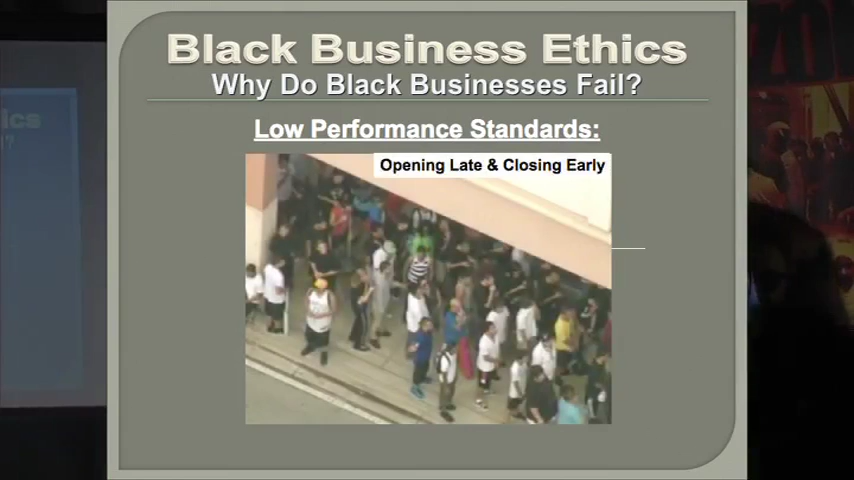 Black Business Ethics
Why Do Black Businesses Fail?
Low Performance Standards:
Opening Late & Closing Early